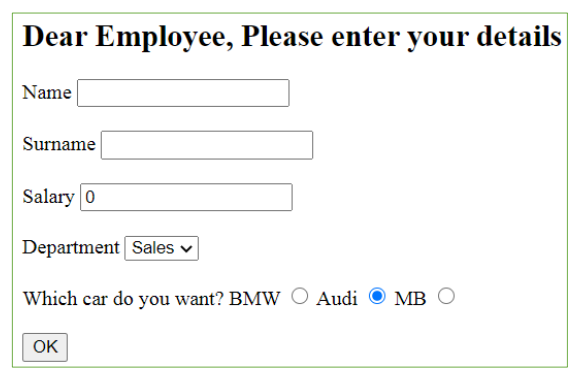 Dear Employee, Please enter your details
Name
Surname
Salary 0
Department Sales
Which car do you want? BMW Audi MB
OK